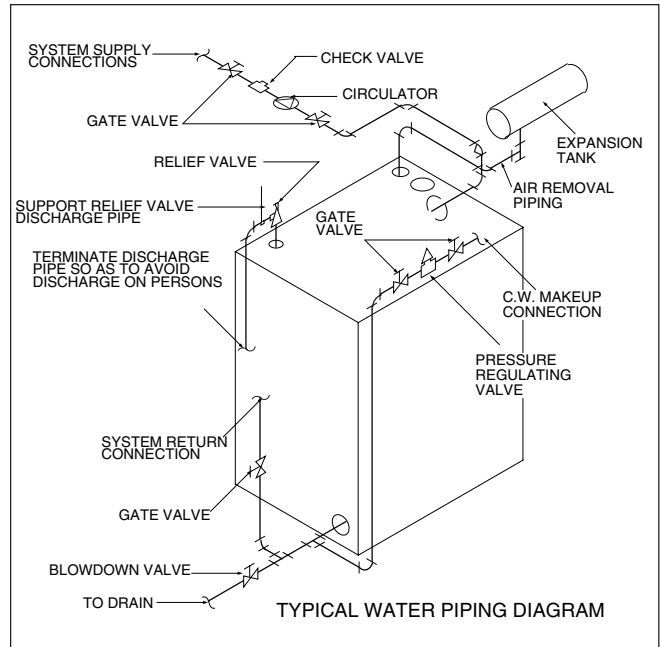 SYSTEM SUPPLY
CONNECTIONS
CHECK VALVE
CIRCULATOR
GATE VALVE
EXPANSION
TANK
RELIEF VALVE
AIR REMOVAL
PIPING
SUPPORT RELIEF VALVE
DISCHARGE PIPE
GATE
VALVE
TERMINATE DISCHARGE
PIPE SO AS TO AVOID
DISCHARGE ON PERSONS
C.W. MAKEUP
CONNECTION
PRESSURE
REGULATING
VALVE
SYSTEM RETURN
CONNECTION
GATE VALVE
BLOWDOWN VALVE
TO DRAIN
TYPICAL WATER PIPING DIAGRAM